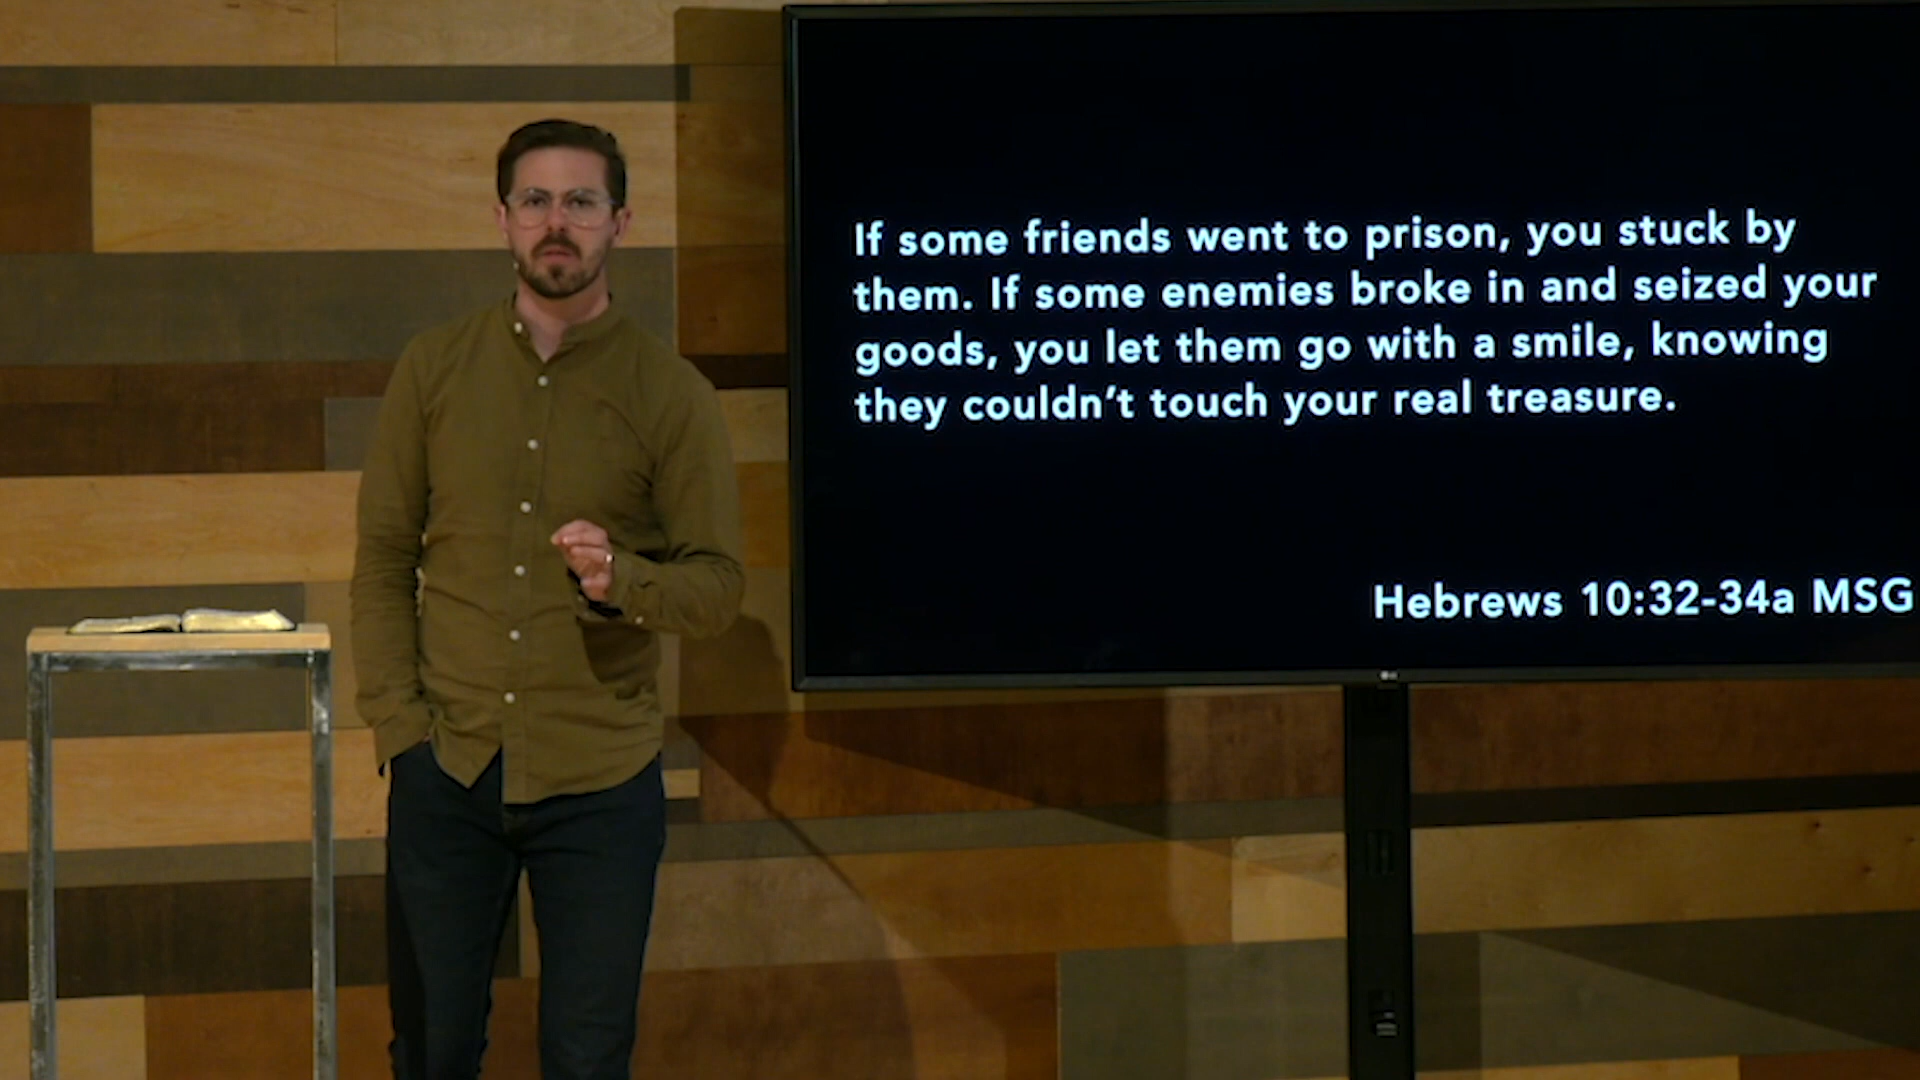 If some friends went to prison, you stuck by
them. If some enemies broke in and seized your
goods, you let them go with a smile, knowing
they couldn't touch your real treasure.
Hebrews 10:32-34a MSG